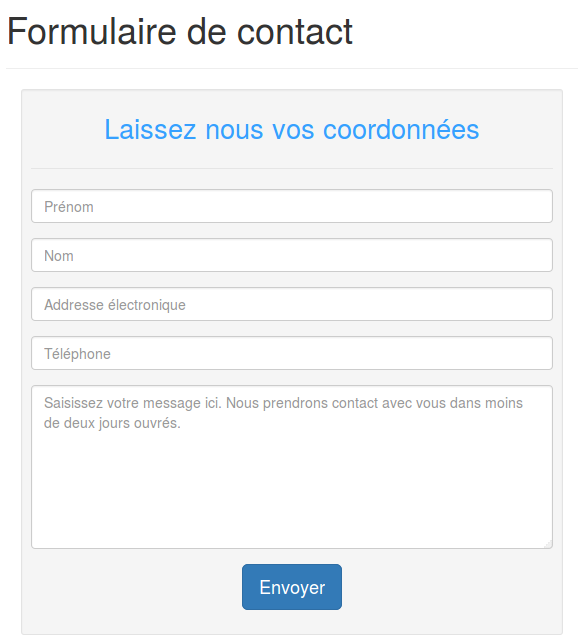 Formulaire de contact
Laissez nous vos coordonnées
Prénom
Nom
Addresse électronique
Téléphone
Saisissez votre message ici. Nous prendrons contact avec vous dans moins
de deux jours ouvrés.
Envoyer